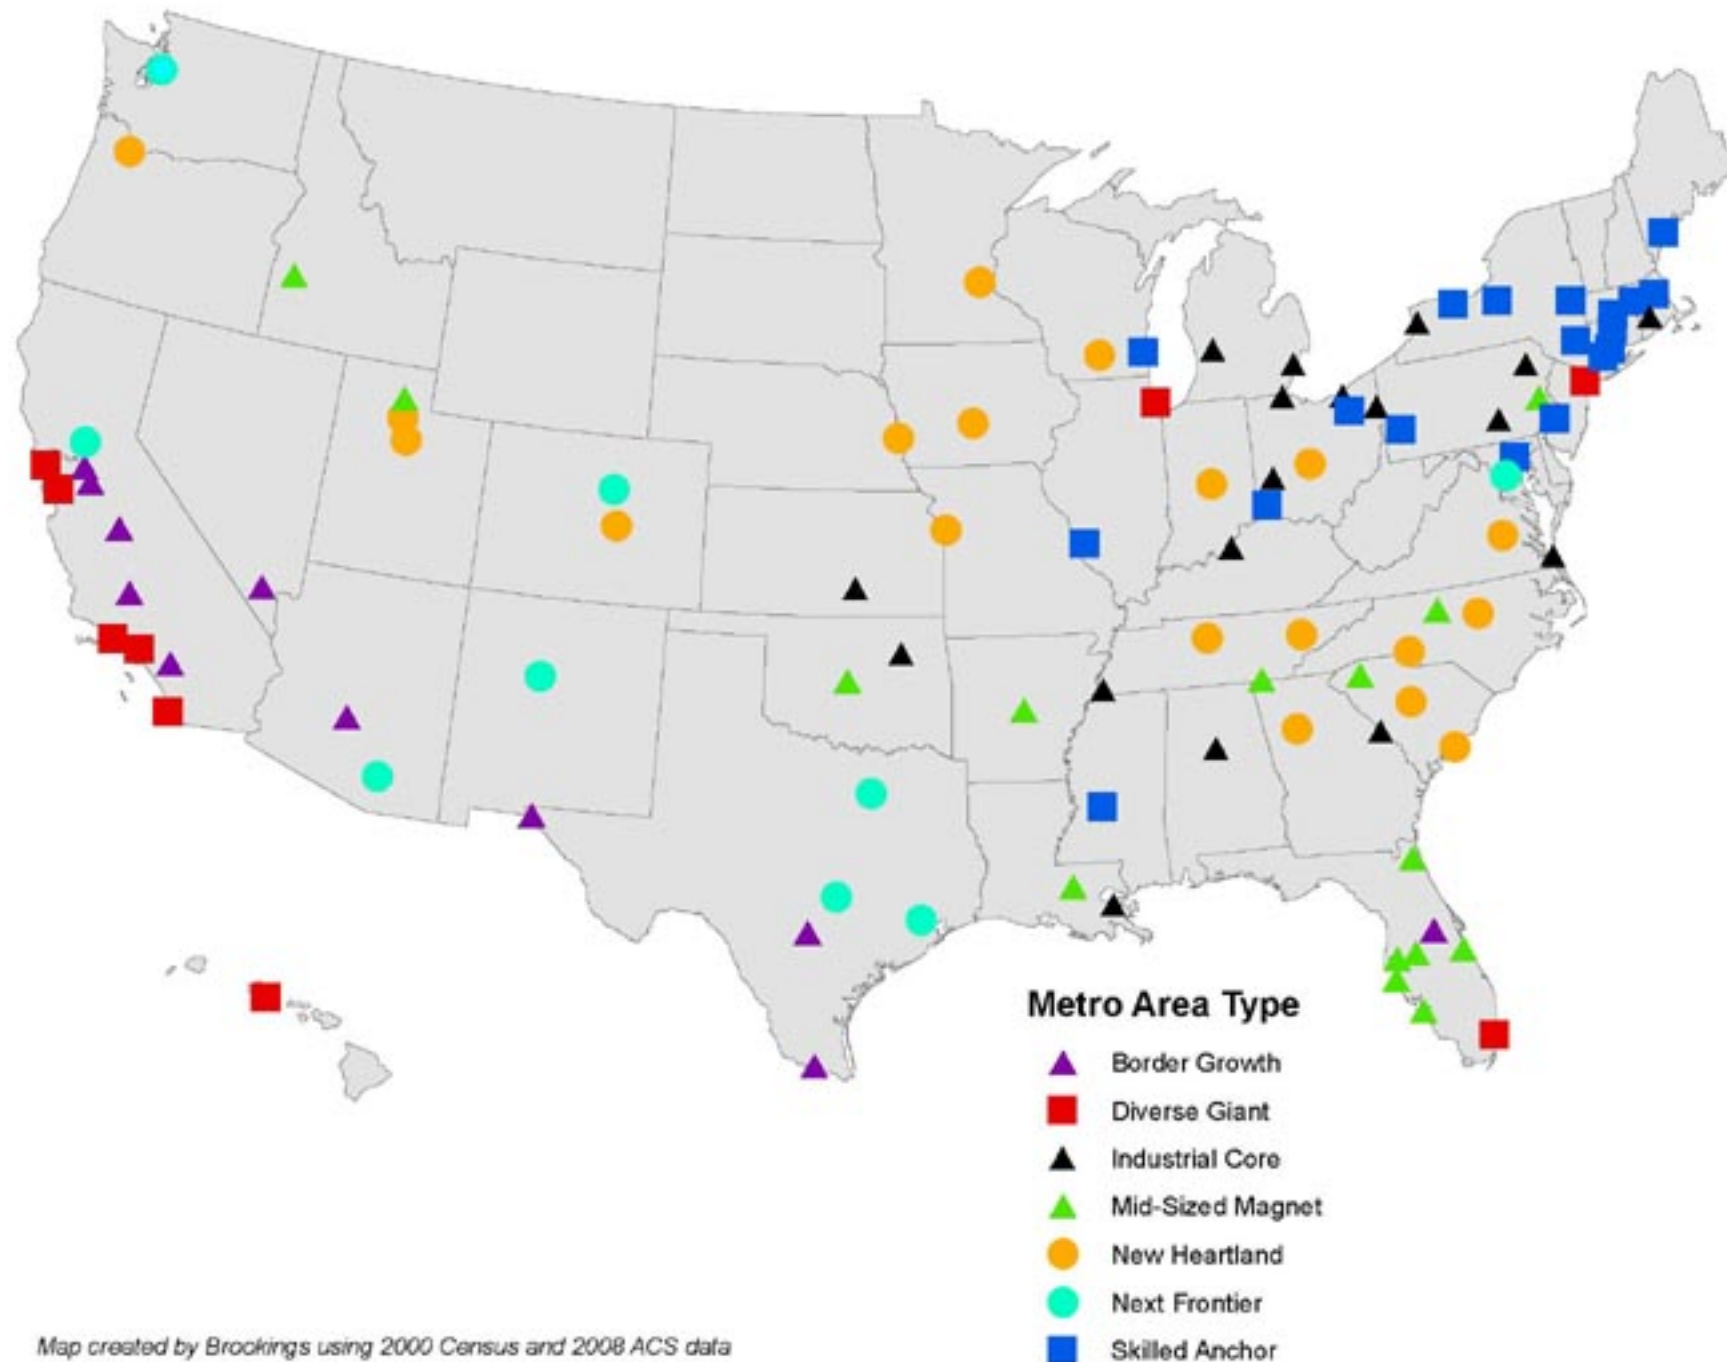 Metro Area Type
Border Growth
Diverse Giant
Industrial Core
Mid-Sized Magnet
New Heartland
Next Frontier
Skilled Anchor
Map created by Brookings using 2000 Census and 2008 ACS data